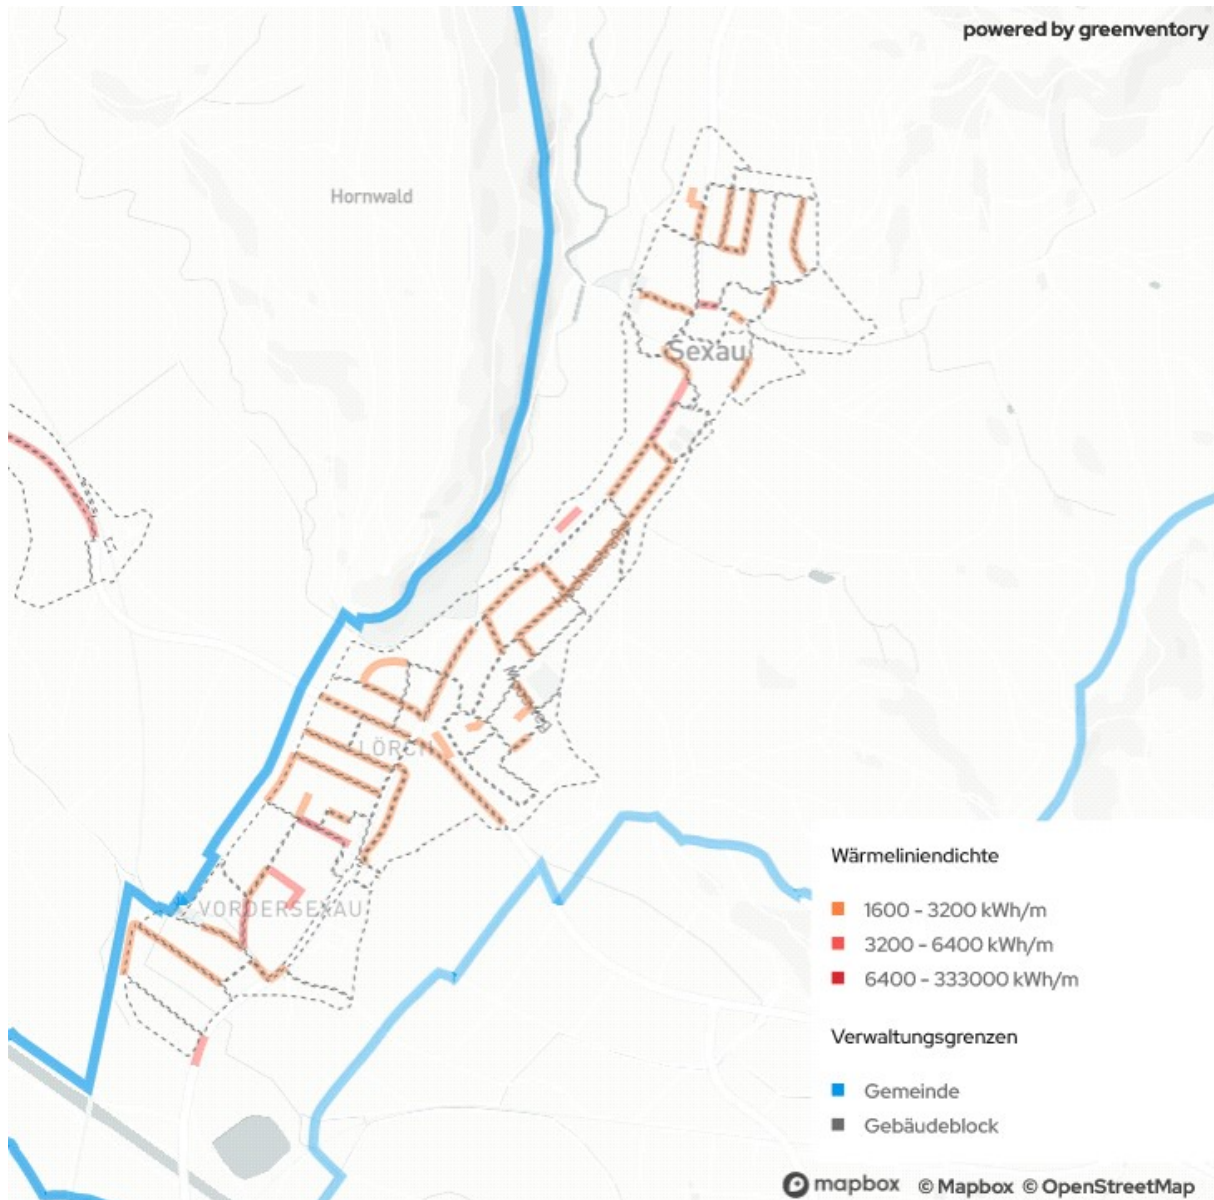 powered by greenventory
Hornwald
Sexau
LÖRCH
VORDERSEXAU
Wärmeliniendichte
1600 - 3200 kWh/m
3200 - 6400 kWh/m
6400 - 333000 kWh/m
Verwaltungsgrenzen
Gemeinde
Gebäudeblock
mapbox © Mapbox © OpenStreetMap